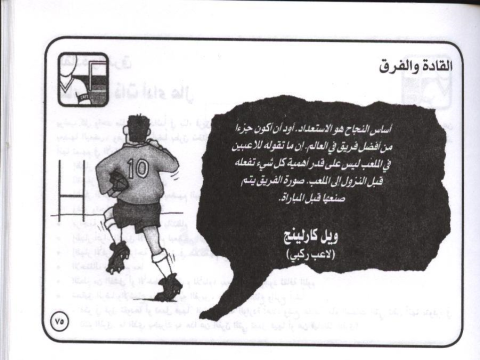 القادة والفرق
أساس النجاح هو الاستعداد. أود أن أكون جزءا
من أفضل فريق في العالم. إن ما تقوله للاعبين
في الملعب ليس على قدر أهمية كل شيء تفعله
قبل النزول إلى الملعب. صورة الفريق يتم
صنعها قبل المباراة.
ويل كارلينج
(لاعب ركبي)
10
٧٥